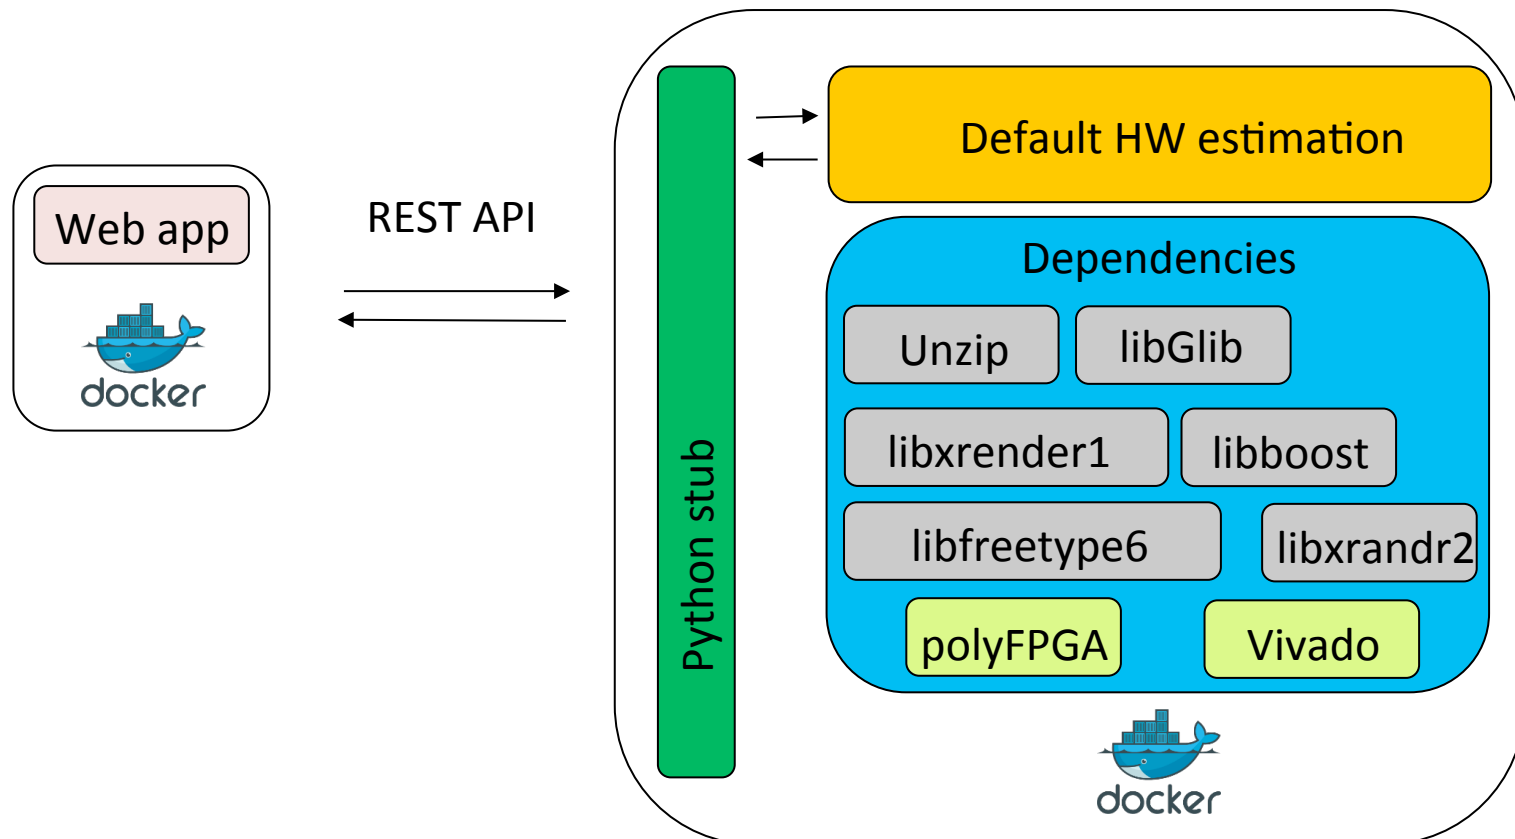 Web app
docker
REST API
Python stub
Default HW estimation
Dependencies
Unzip
libGlib
libxrender1
libboost
libfreetype6
libxrandr2
polyFPGA
Vivado
docker